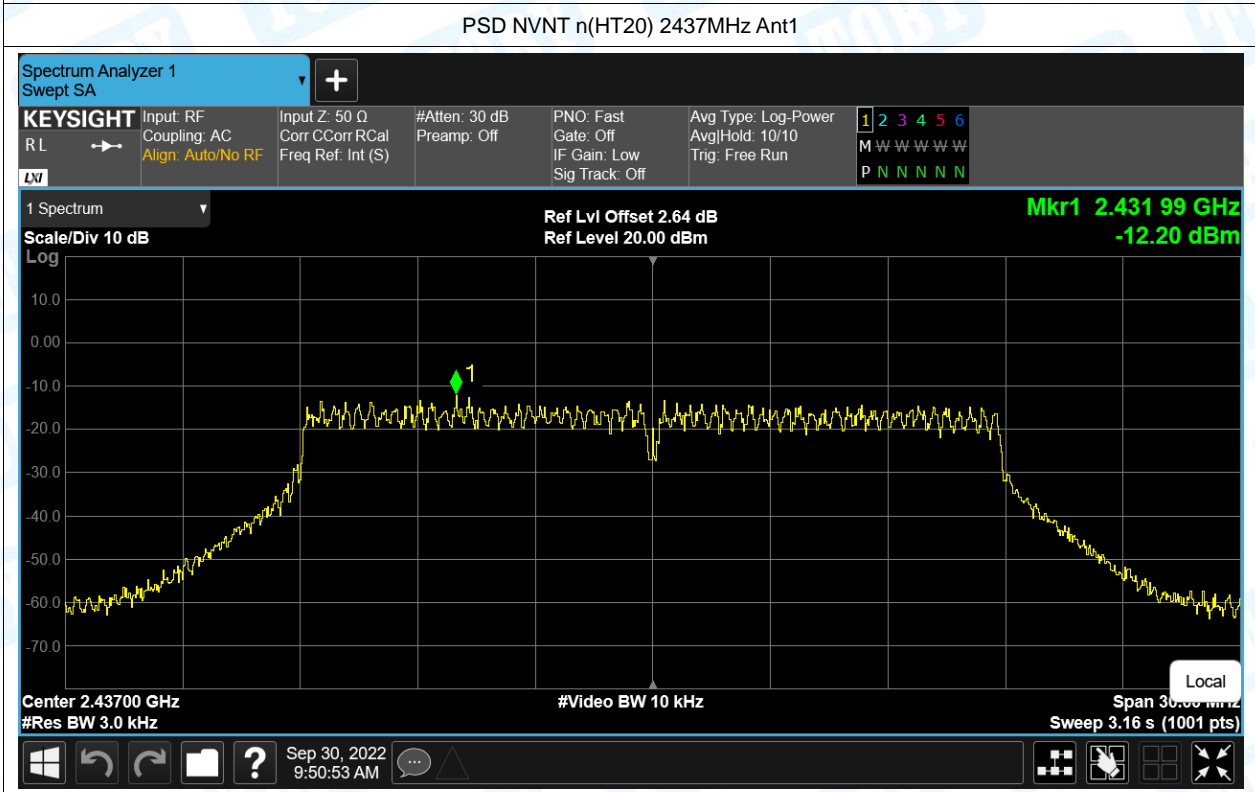 PSD NVNT n(HT20) 2437MHz Ant1
Spectrum Analyzer 1
Swept SA
KEYSIGHT
R L
LXI
Input: RF
Coupling: AC
Align: Auto/No RF
Input Z: 50 Ω
Corr CCorr RCal
Freq Ref: Int (S)
#Atten: 30 dB
Preamp: Off
PNO: Fast
Gate: Off
IF Gain: Low
Sig Track: Off
Avg Type: Log-Power
Avg|Hold: 10/10
Trig: Free Run
1 2 3 4 5 6
M W W W W W
P N N N N N
1 Spectrum
Scale/Div 10 dB
Log
Ref Lvl Offset 2.64 dB
Ref Level 20.00 dBm
Mkr1 2.431 99 GHz
-12.20 dBm
10.0
0.00
-10.0
1
-20.0
-30.0
-40.0
-50.0
-60.0
-70.0
Local
Center 2.43700 GHz
#Video BW 10 kHz
Span 30.00 MHz
#Res BW 3.0 kHz
Sweep 3.16 s (1001 pts)
?
Sep 30, 2022
9:50:53 AM